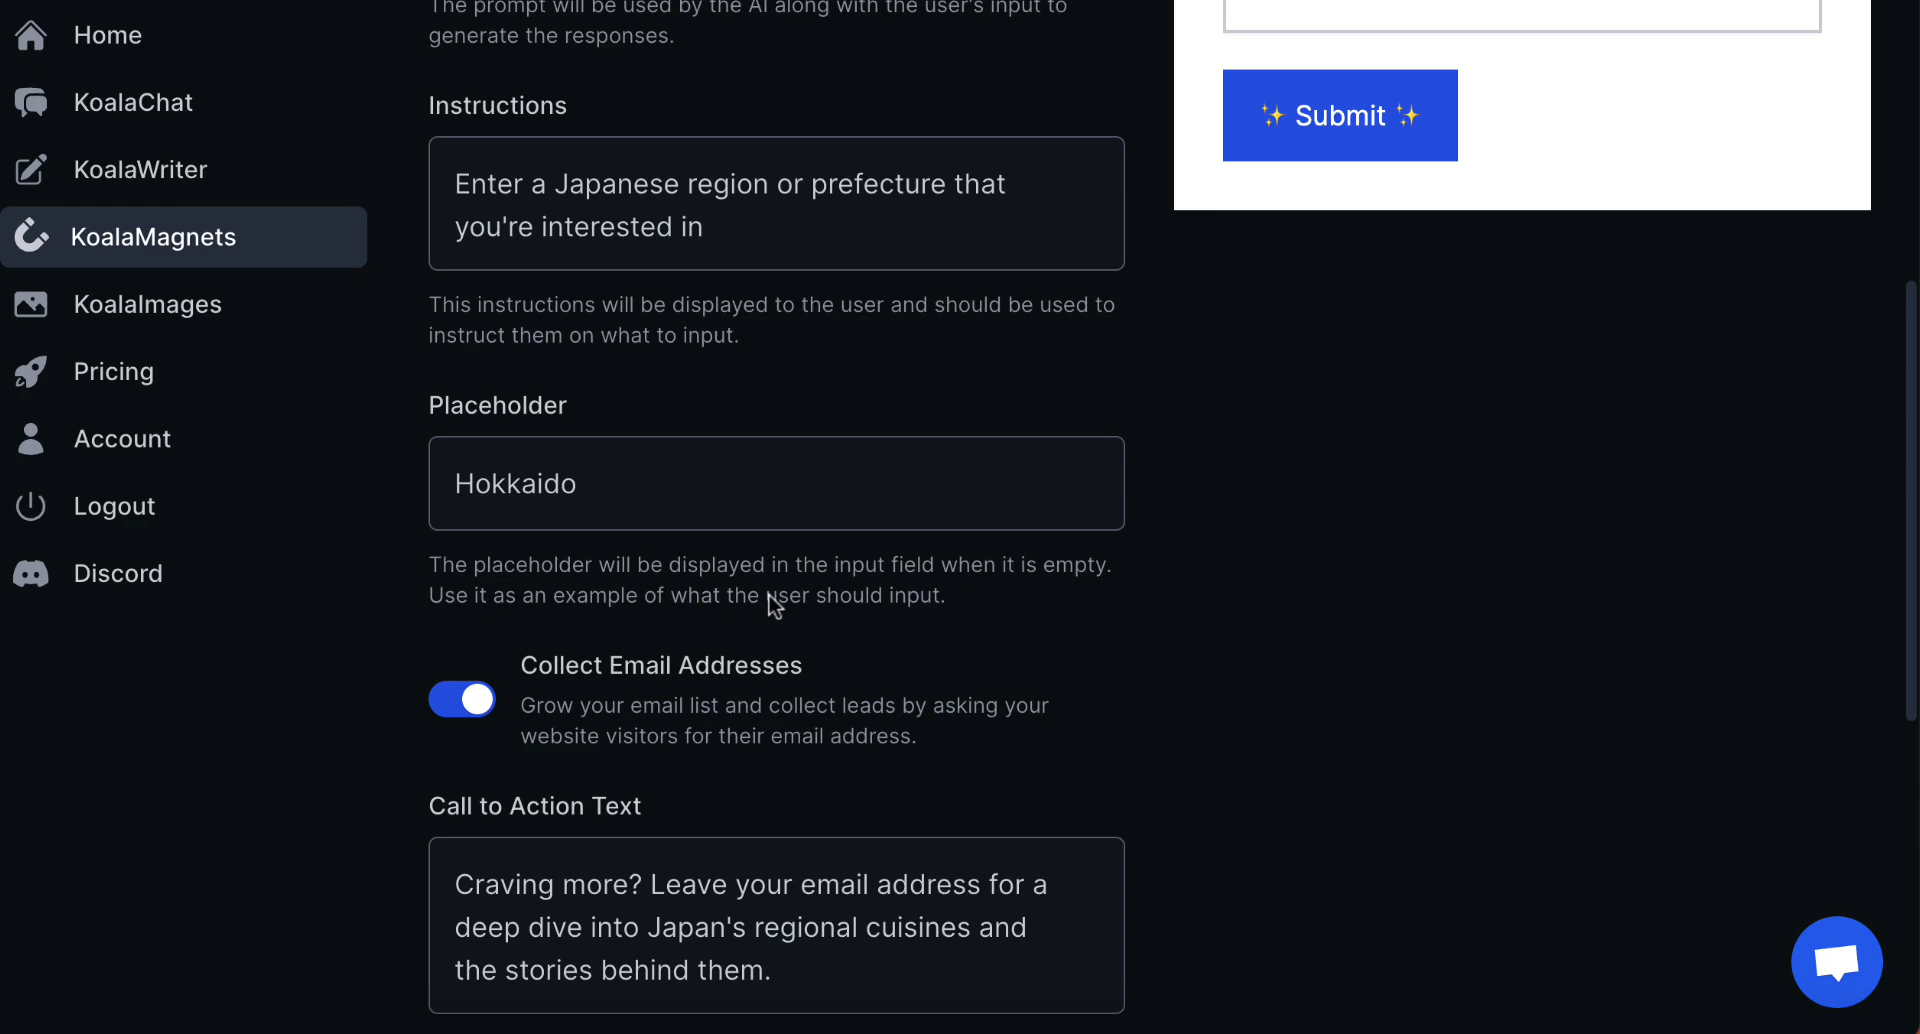 Home
KoalaChat
KoalaWriter
KoalaMagnets
KoalaImages
Pricing
Account
Logout
Discord
The prompt will be used by the AI along with the user's input to
generate the responses.
Instructions
Enter a Japanese region or prefecture that
you're interested in
This instructions will be displayed to the user and should be used to
instruct them on what to input.
Placeholder
Hokkaido
The placeholder will be displayed in the input field when it is empty.
Use it as an example of what the user should input.
Collect Email Addresses
Grow your email list and collect leads by asking your
website visitors for their email address.
Call to Action Text
Craving more? Leave your email address for a
deep dive into Japan's regional cuisines and
the stories behind them.
✨ Submit ✨